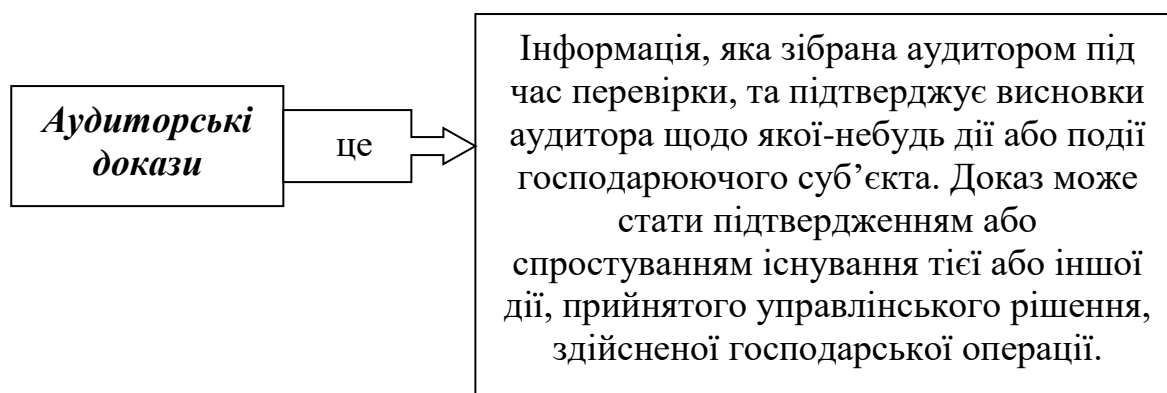 Аудиторські
докази
це
Інформація, яка зібрана аудитором під
час перевірки, та підтверджує висновки
аудитора щодо якої-небудь дії або події
господарюючого суб’єкта. Доказ може
стати підтвердженням або
спростуванням існування тієї або іншої
дії, прийнятого управлінського рішення,
здійсненої господарської операції.